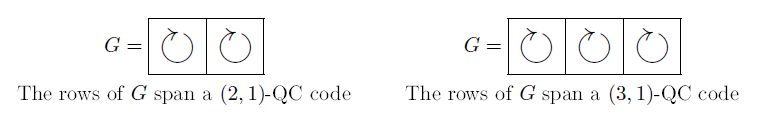 G =
G =
The rows of G span a (2, 1)-QC code
The rows of G span a (3, 1)-QC code